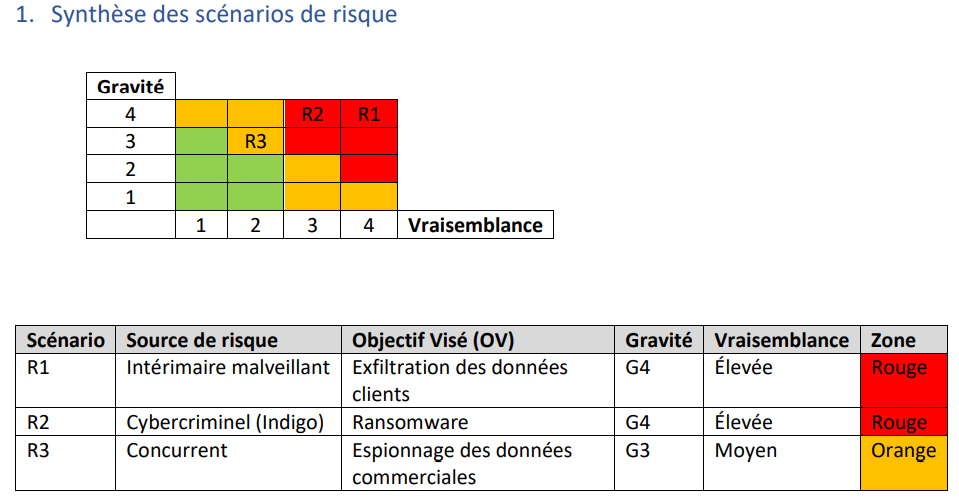 1. Synthèse des scénarios de risque
Gravité
4 R2 R1
3 R3
2
1
1 2 3 4 Vraisemblance
Scénario Source de risque Objectif Visé (OV) Gravité Vraisemblance Zone
R1 Intérimaire malveillant Exfiltration des données G4 Élevée Rouge
clients
R2 Cybercriminel (Indigo) Ransomware G4 Élevée Rouge
R3 Concurrent Espionnage des données G3 Moyen Orange
commerciales